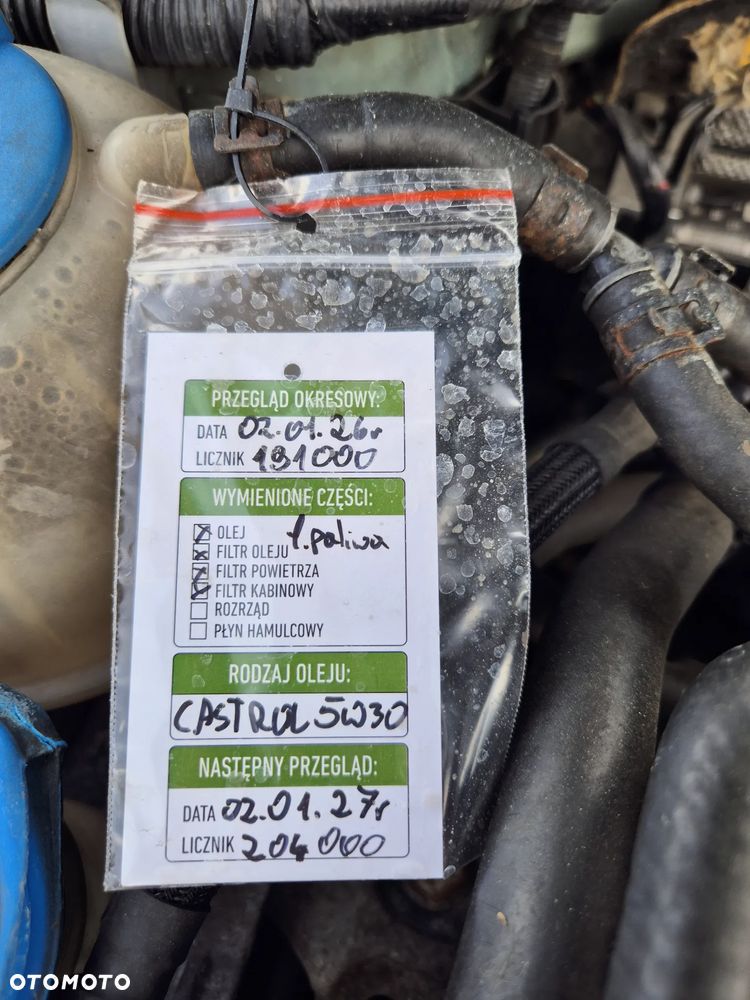 PRZEGLĄD OKRESOWY:
DATA 02.01.26r
LICZNIK 191000
WYMIENIONE CZĘŚCI:
OLEJ
FILTR OLEJU f.paliwa
FILTR POWIETRZA
FILTR KABINOWY
ROZRZĄD
PŁYN HAMULCOWY
RODZAJ OLEJU:
CASTROL 5W30
NASTĘPNY PRZEGLĄD:
DATA 02.01.27r
LICZNIK 204000
OTOMOTO